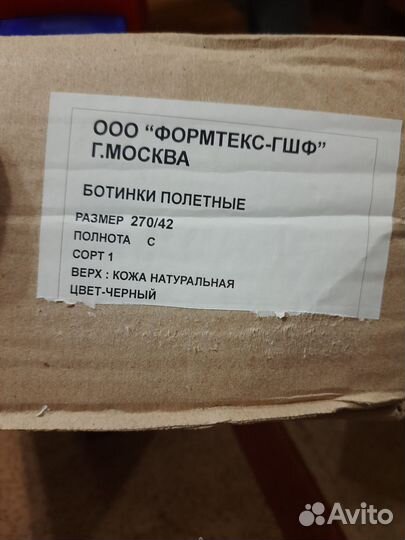 ООО “ФОРМТЕКС-ГШФ”
Г.МОСКВА
БОТИНКИ ПОЛЕТНЫЕ
РАЗМЕР 270/42
ПОЛНОТА С
СОРТ 1
ВЕРХ : КОЖА НАТУРАЛЬНАЯ
ЦВЕТ-ЧЕРНЫЙ
Avito